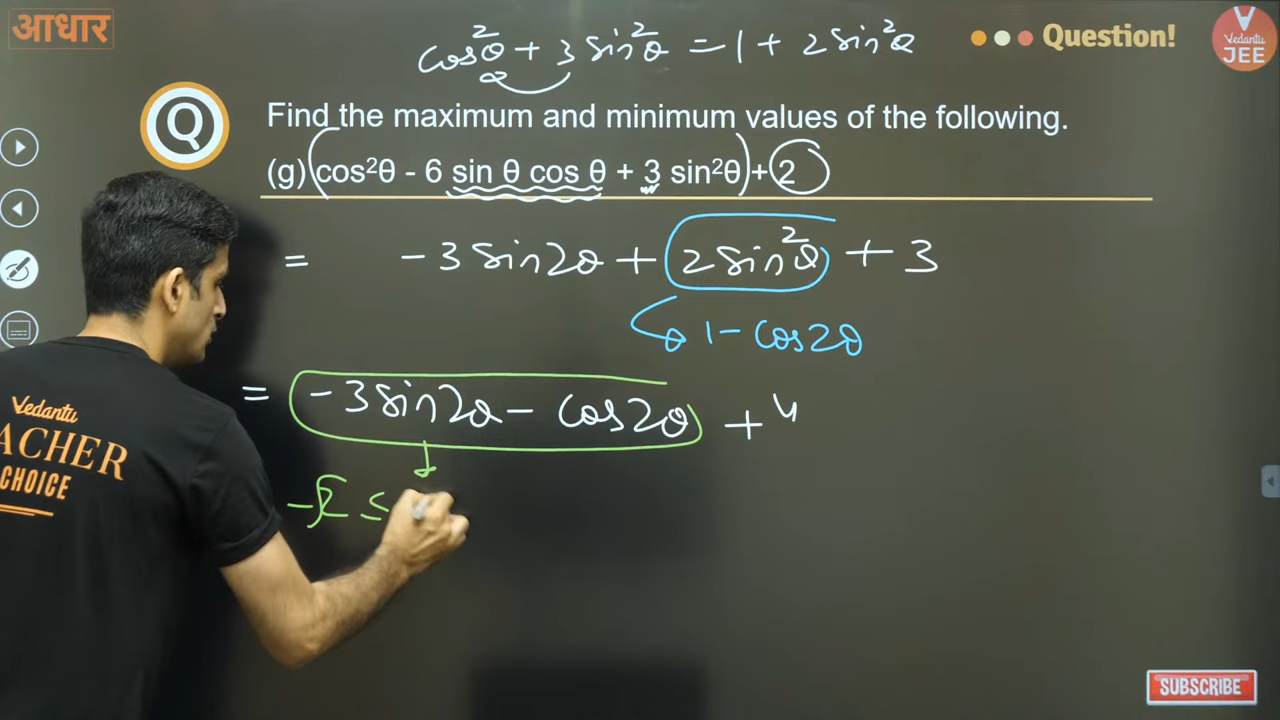 आधार
cos²θ + 3 sin²θ = 1 + 2 sin²θ
Question!
Vedantu
JEE
Q
Find the maximum and minimum values of the following.
(g) (cos²θ - 6 sin θ cos θ + 3 sin²θ) + 2
= -3 sin2θ + 2 sin²θ + 3
1 - cos2θ
= -3 sin2θ - cos2θ + 4
≤
Vedantu
ACHER
CHOICE
SUBSCRIBE